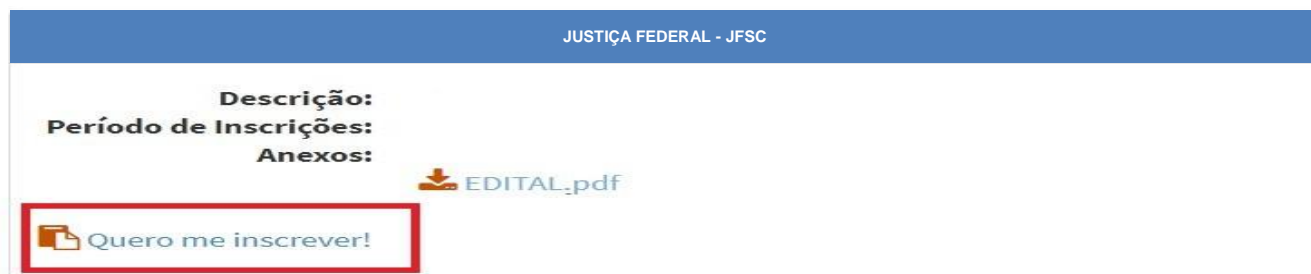 JUSTIÇA FEDERAL - JFSC
Descrição:
Período de Inscrições:
Anexos:
EDITAL.pdf
Quero me inscrever!